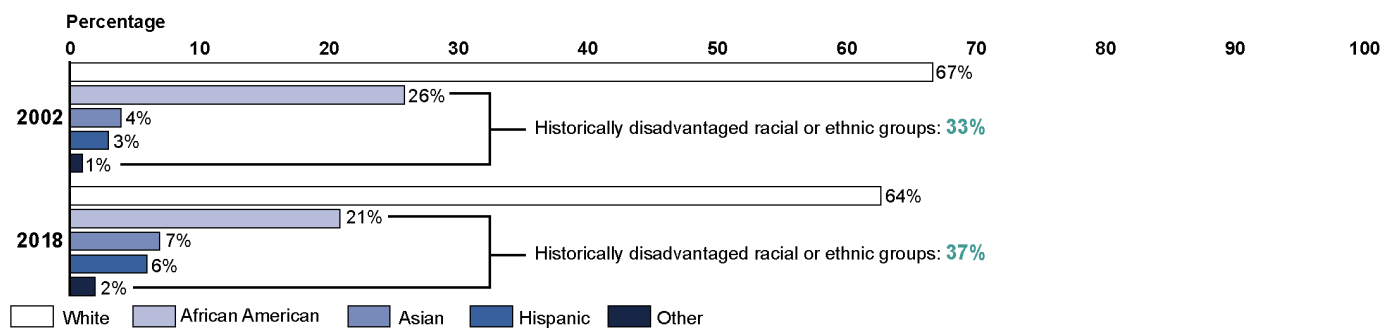 Percentage
0 10 20 30 40 50 60 70 80 90 100
67%
26%
2002 4% Historically disadvantaged racial or ethnic groups: 33%
3%
1%
64%
21%
2018 7% Historically disadvantaged racial or ethnic groups: 37%
6%
2%
White African American Asian Hispanic Other